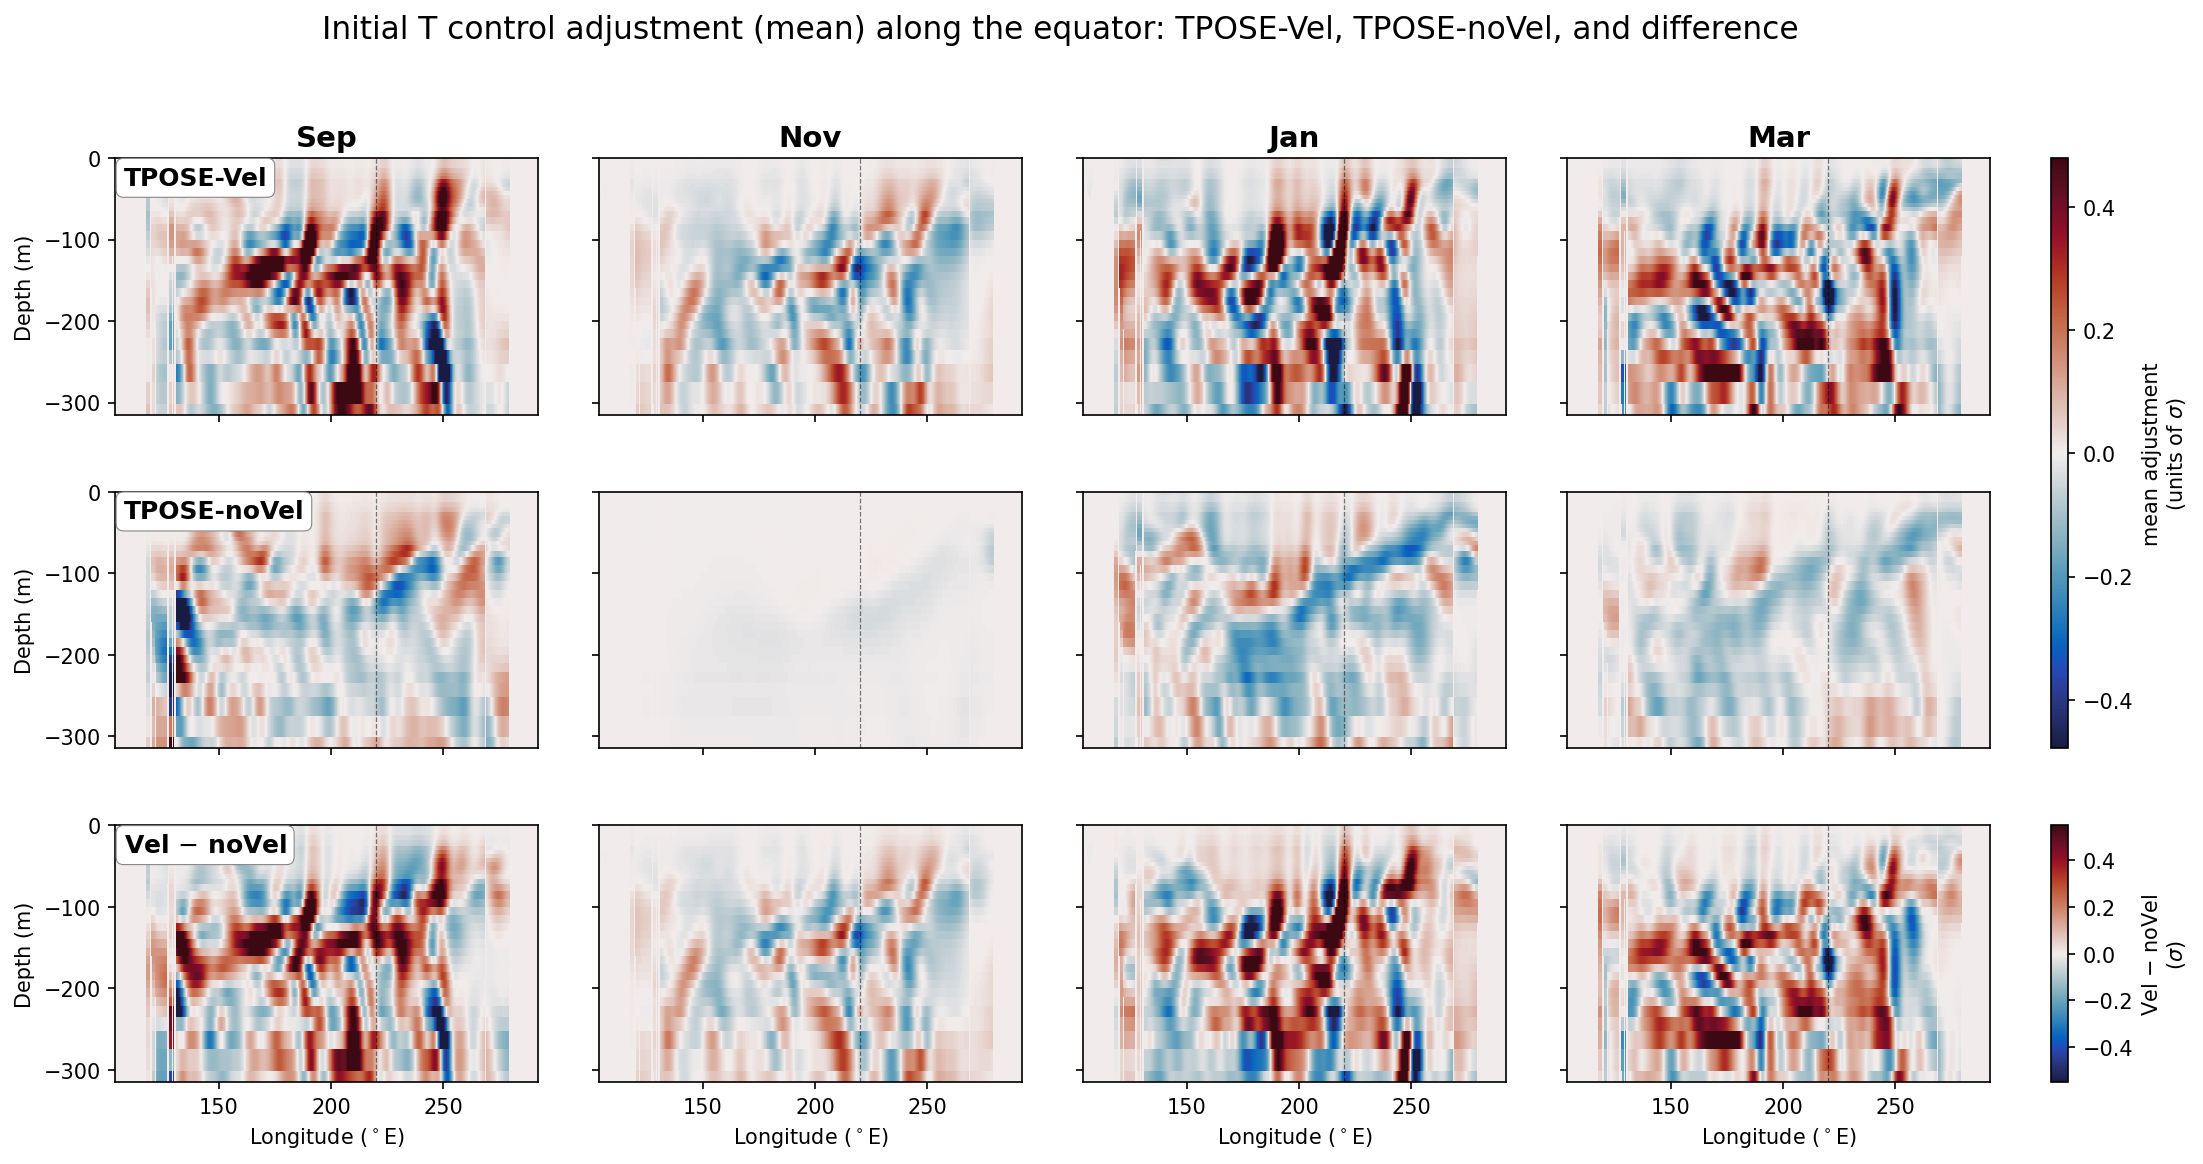 Initial T control adjustment (mean) along the equator: TPOSE-Vel, TPOSE-noVel, and difference
Sep Nov Jan Mar
TPOSE-Vel
0
−100
−200
−300
Depth (m)
0.4
0.2
0.0
−0.2
−0.4
mean adjustment
(units of σ)
TPOSE-noVel
0
−100
−200
−300
Depth (m)
Vel − noVel
0
−100
−200
−300
Depth (m)
0.4
0.2
0.0
−0.2
−0.4
Vel − noVel
(σ)
150 200 250 150 200 250 150 200 250 150 200 250
Longitude (°E) Longitude (°E) Longitude (°E) Longitude (°E)